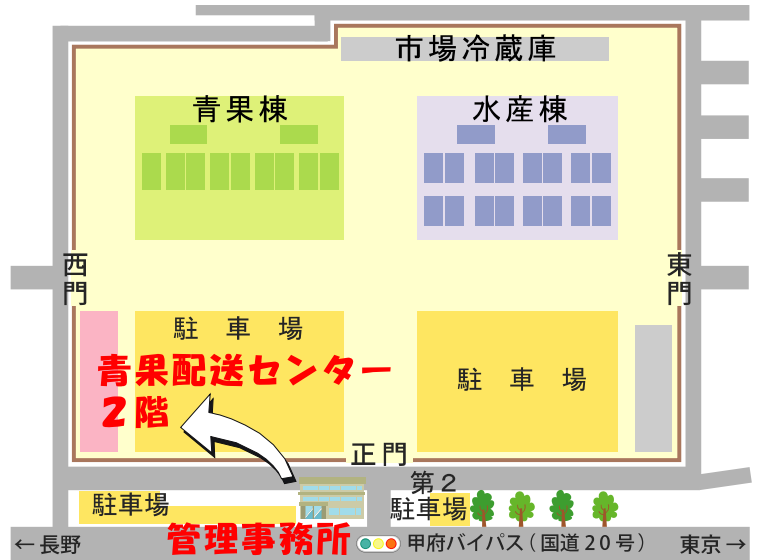 市場冷蔵庫
青果棟
水産棟
西門
東門
駐 車 場
青果配送センター
2階
駐 車 場
正門
第２
駐車場
駐車場
管理事務所
←長野
甲府バイパス(国道20号)
東京→